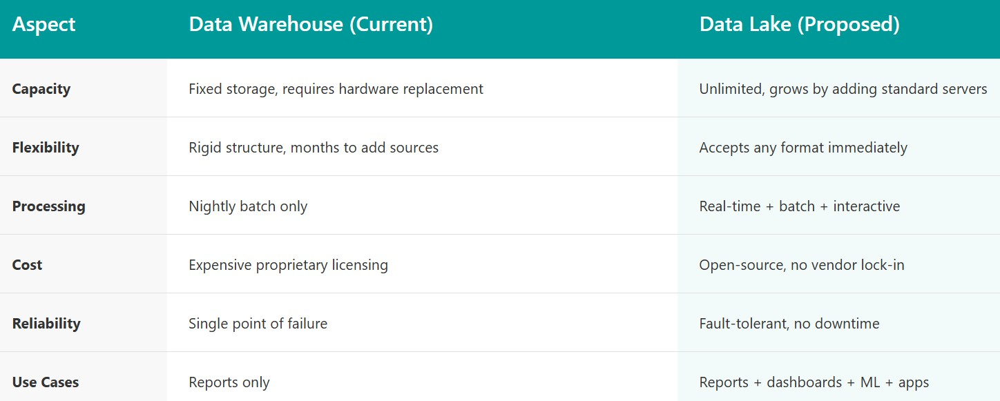 Aspect Data Warehouse (Current) Data Lake (Proposed)
Capacity Fixed storage, requires hardware replacement Unlimited, grows by adding standard servers
Flexibility Rigid structure, months to add sources Accepts any format immediately
Processing Nightly batch only Real-time + batch + interactive
Cost Expensive proprietary licensing Open-source, no vendor lock-in
Reliability Single point of failure Fault-tolerant, no downtime
Use Cases Reports only Reports + dashboards + ML + apps